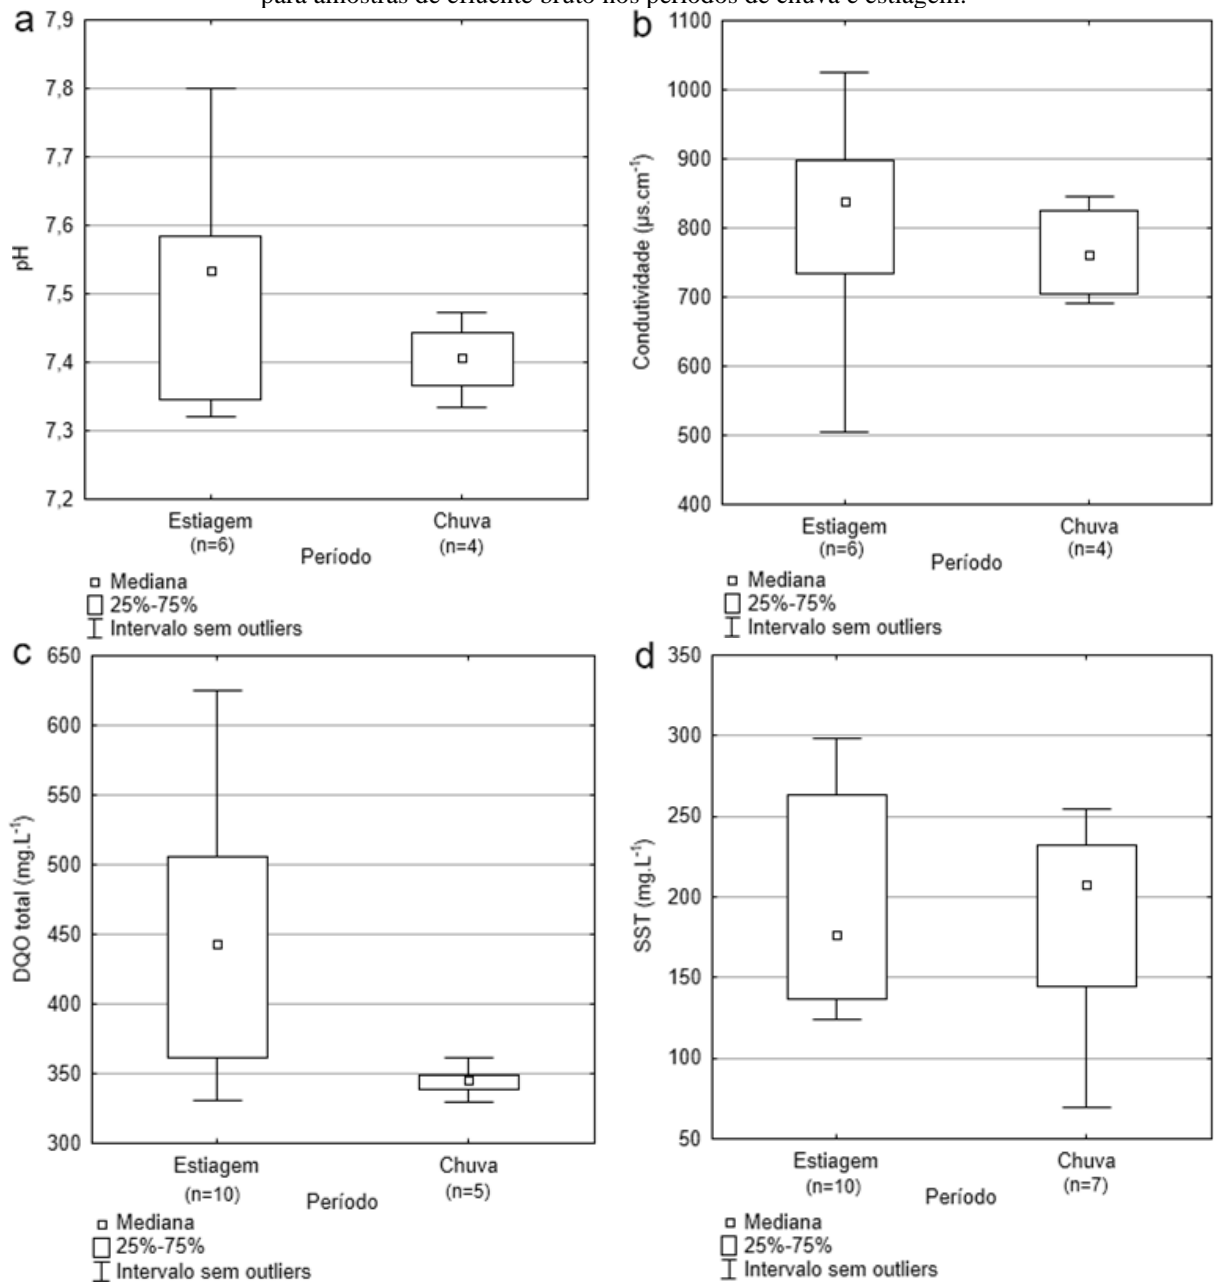 para amostras de efluente bruto nos períodos de chuva e estiagem.
a
7,9
7,8
7,7
7,6
7,5
7,4
7,3
7,2
pH
Estiagem
(n=6)
Chuva
(n=4)
Período
Mediana
25%-75%
Intervalo sem outliers
b
1100
1000
900
800
700
600
500
400
Condutividade (µs.cm⁻¹)
Estiagem
(n=6)
Chuva
(n=4)
Período
Mediana
25%-75%
Intervalo sem outliers
c
650
600
550
500
450
400
350
300
DQO total (mg.L⁻¹)
Estiagem
(n=10)
Chuva
(n=5)
Período
Mediana
25%-75%
Intervalo sem outliers
d
350
300
250
200
150
100
50
SST (mg.L⁻¹)
Estiagem
(n=10)
Chuva
(n=7)
Período
Mediana
25%-75%
Intervalo sem outliers